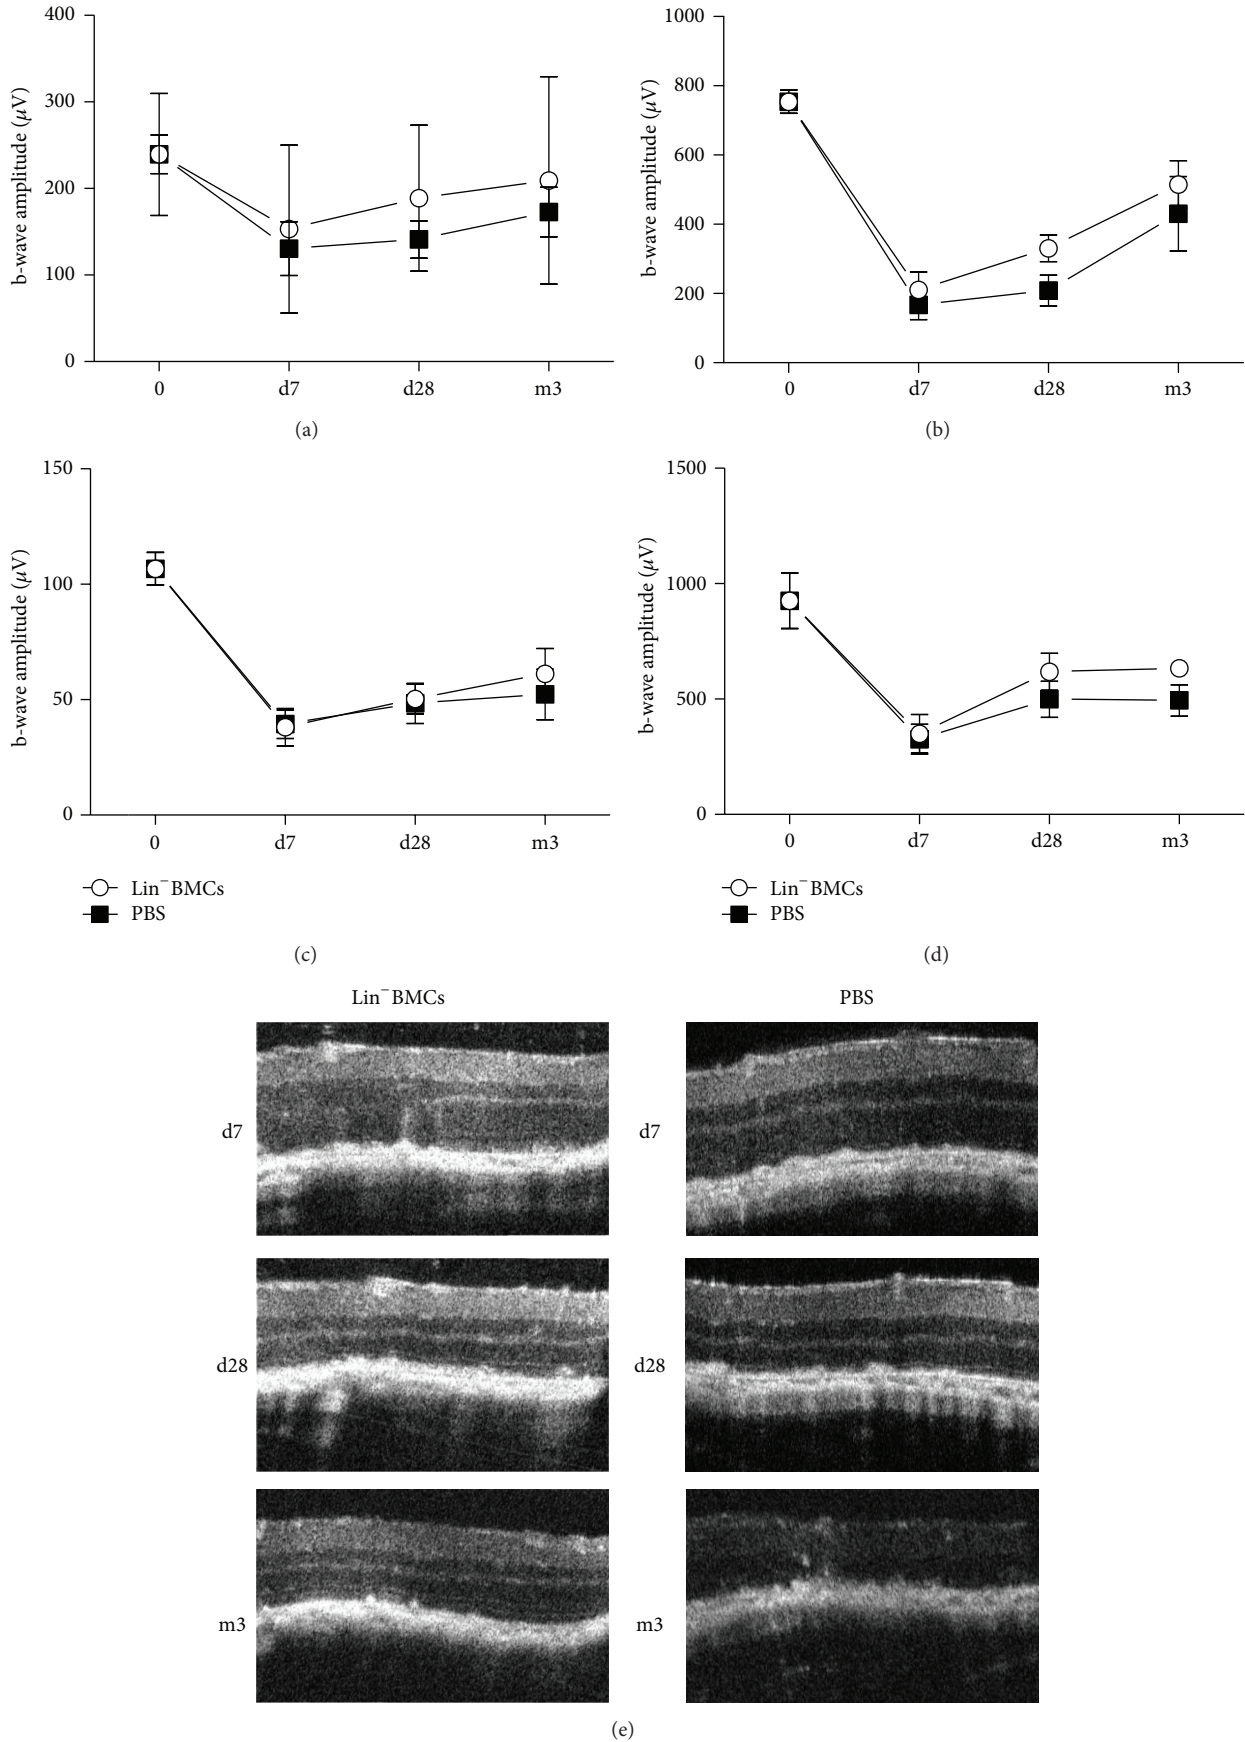 400
300
200
100
0
b-wave amplitude (μV)
0 d7 d28 m3
(a)
1000
800
600
400
200
0
b-wave amplitude (μV)
0 d7 d28 m3
(b)
150
100
50
0
b-wave amplitude (μV)
0 d7 d28 m3
Lin⁻BMCs
PBS
(c)
1500
1000
500
0
b-wave amplitude (μV)
0 d7 d28 m3
Lin⁻BMCs
PBS
(d)
Lin⁻BMCs PBS
d7 d7
d28 d28
m3 m3
(e)